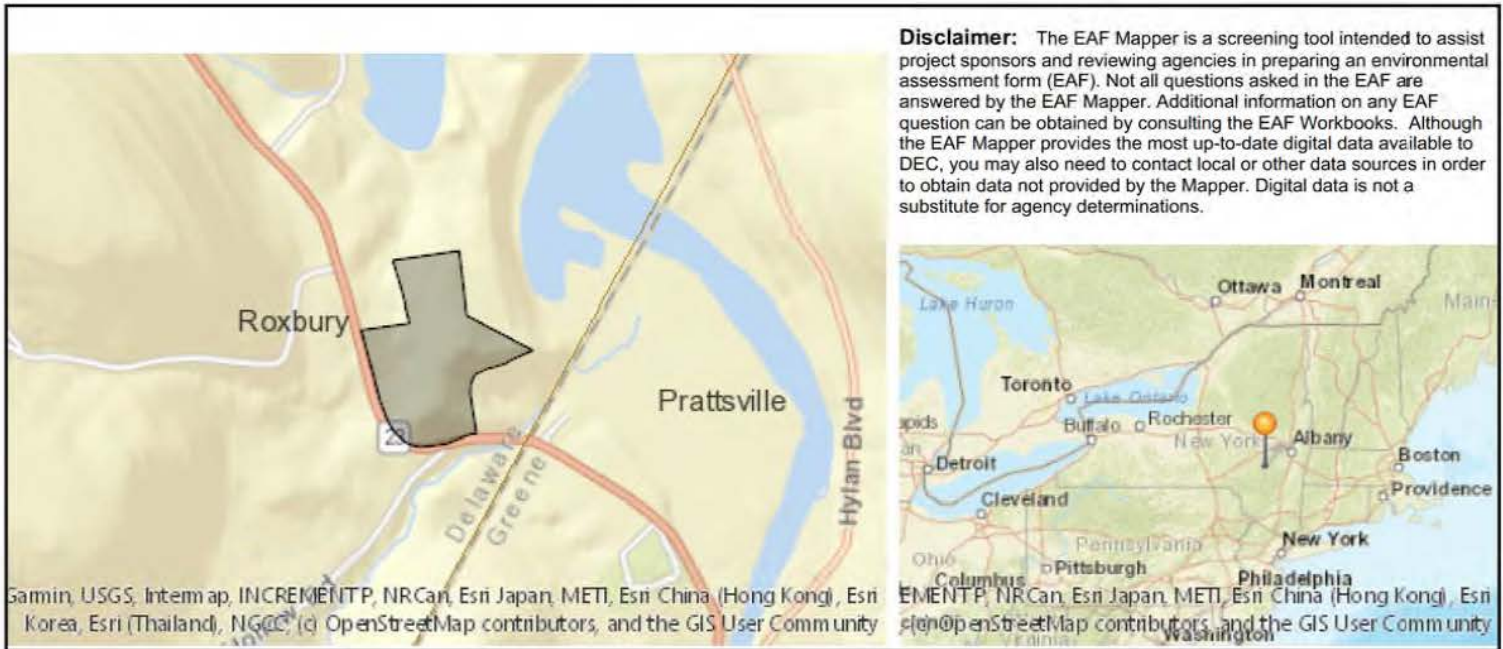 Disclaimer: The EAF Mapper is a screening tool intended to assist
project sponsors and reviewing agencies in preparing an environmental
assessment form (EAF). Not all questions asked in the EAF are
answered by the EAF Mapper. Additional information on any EAF
question can be obtained by consulting the EAF Workbooks. Although
the EAF Mapper provides the most up-to-date digital data available to
DEC, you may also need to contact local or other data sources in order
to obtain data not provided by the Mapper. Digital data is not a
substitute for agency determinations.
Roxbury
Prattsville
23
Delaware
Greene
Hylan Blvd
Garmin, USGS, Intermap, INCREMENT P, NRCan, Esri Japan, METI, Esri China (Hong Kong), Esri
Korea, Esri (Thailand), NGCC, (c) OpenStreetMap contributors, and the GIS User Community
Ottawa
Montreal
Lake Huron
Toronto
Lake Ontario
Buffalo
Rochester
New York
Albany
Detroit
Boston
Providence
Cleveland
New York
Pennsylvania
Ohio
Pittsburgh
Columbus
Philadelphia
EMENT P, NRCan, Esri Japan, METI, Esri China (Hong Kong), Esri
(c) OpenStreetMap contributors, and the GIS User Community
Virginia
Washington